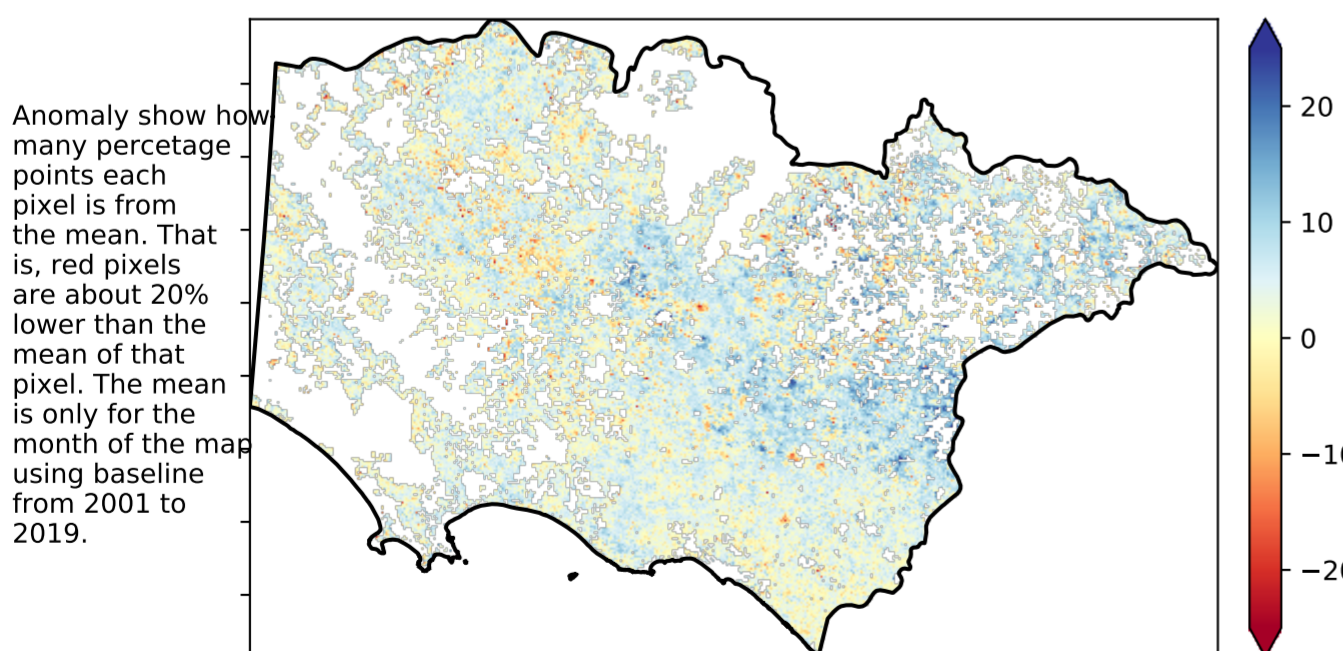 Anomaly show how
many percetage
points each
pixel is from
the mean. That
is, red pixels
are about 20%
lower than the
mean of that
pixel. The mean
is only for the
month of the map
using baseline
from 2001 to
2019.
20
10
0
−10
−20